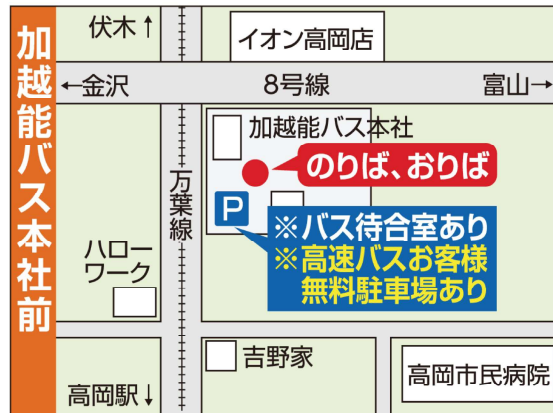 加越能バス本社前
伏木↑
イオン高岡店
←金沢
8号線
富山→
加越能バス本社
のりば、おりば
万葉線
P
※バス待合室あり
※高速バスお客様
無料駐車場あり
ハロー
ワーク
吉野家
高岡市民病院
高岡駅↓